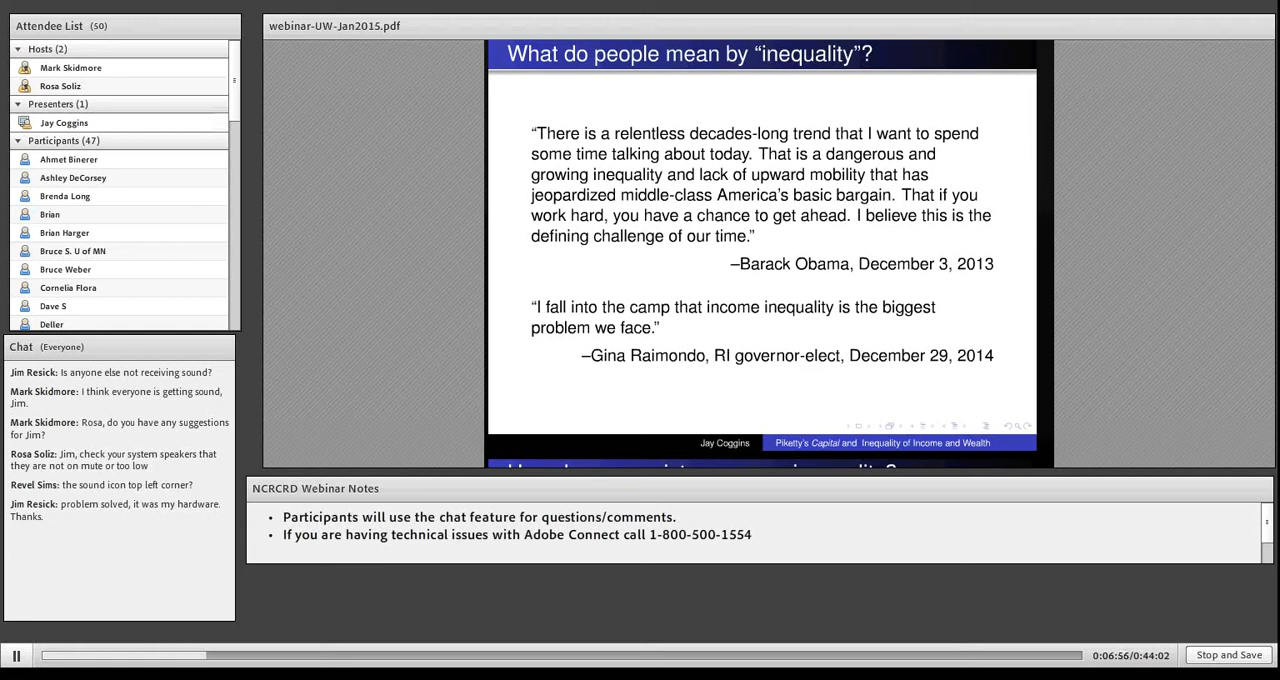 Attendee List (50)
Hosts (2)
Mark Skidmore
Rosa Soliz
Presenters (1)
Jay Coggins
Participants (47)
Ahmet Binerer
Ashley DeCorsey
Brenda Long
Brian
Brian Harger
Bruce S. U of MN
Bruce Weber
Cornelia Flora
Dave S
Deller
Chat (Everyone)
Jim Resick: Is anyone else not receiving sound?
Mark Skidmore: I think everyone is getting sound,
Jim.
Mark Skidmore: Rosa, do you have any suggestions
for Jim?
Rosa Soliz: Jim, check your system speakers that
they are not on mute or too low
Revel Sims: the sound icon top left corner?
Jim Resick: problem solved, it was my hardware.
Thanks.
webinar-UW-Jan2015.pdf
What do people mean by “inequality”?
“There is a relentless decades-long trend that I want to spend
some time talking about today. That is a dangerous and
growing inequality and lack of upward mobility that has
jeopardized middle-class America’s basic bargain. That if you
work hard, you have a chance to get ahead. I believe this is the
defining challenge of our time.”
–Barack Obama, December 3, 2013
“I fall into the camp that income inequality is the biggest
problem we face.”
–Gina Raimondo, RI governor-elect, December 29, 2014
Jay Coggins Piketty’s Capital and Inequality of Income and Wealth
NCRCRD Webinar Notes
• Participants will use the chat feature for questions/comments.
• If you are having technical issues with Adobe Connect call 1-800-500-1554
0:06:56/0:44:02
Stop and Save